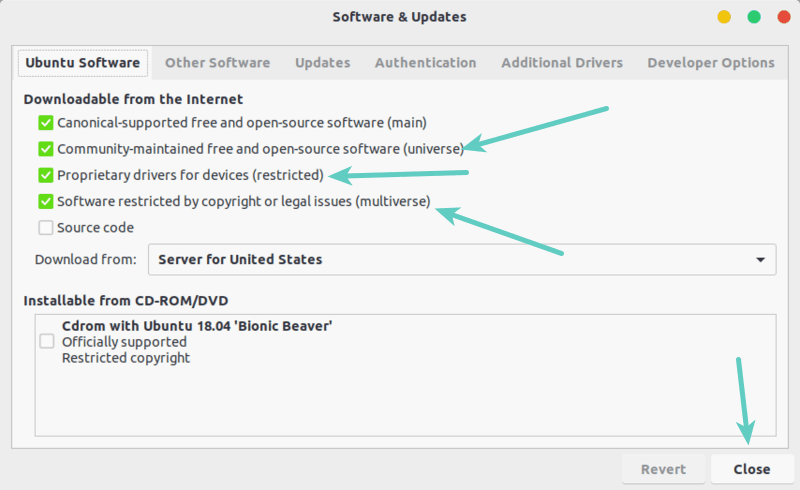 Software & Updates
Ubuntu Software Other Software Updates Authentication Additional Drivers Developer Options
Downloadable from the Internet
Canonical-supported free and open-source software (main)
Community-maintained free and open-source software (universe)
Proprietary drivers for devices (restricted)
Software restricted by copyright or legal issues (multiverse)
Source code
Download from: Server for United States
Installable from CD-ROM/DVD
Cdrom with Ubuntu 18.04 'Bionic Beaver'
Officially supported
Restricted copyright
Revert Close